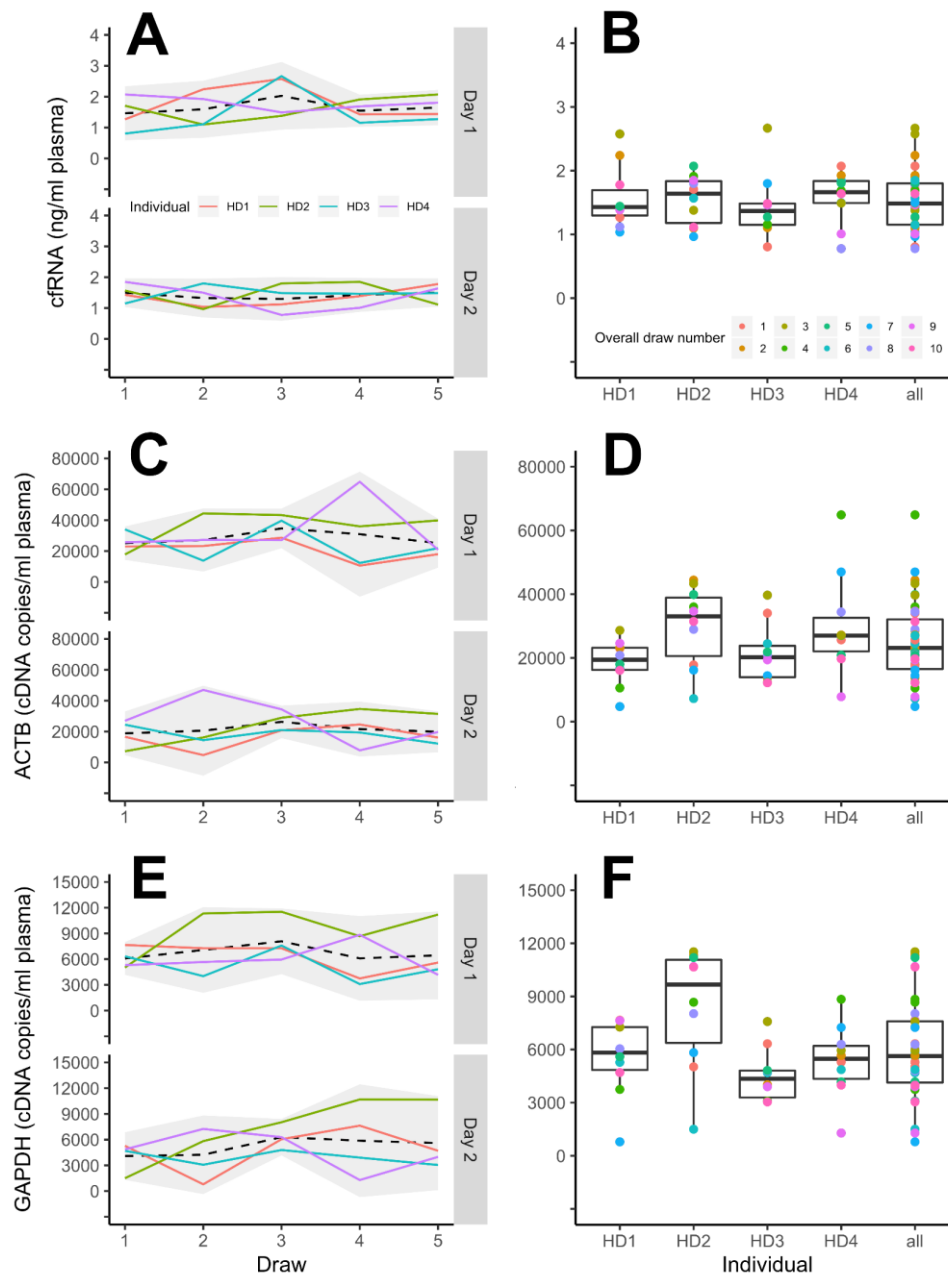 A
B
cfRNA (ng/ml plasma)
4
3
2
1
0
Day 1
Individual HD1 HD2 HD3 HD4
4
3
2
1
0
Day 2
1 2 3 4 5
4
3
2
1
0
Overall draw number
1 3 5 7 9
2 4 6 8 10
HD1 HD2 HD3 HD4 all
C
D
ACTB (cDNA copies/ml plasma)
80000
60000
40000
20000
0
Day 1
80000
60000
40000
20000
0
Day 2
1 2 3 4 5
80000
60000
40000
20000
0
HD1 HD2 HD3 HD4 all
E
F
GAPDH (cDNA copies/ml plasma)
15000
12000
9000
6000
3000
0
Day 1
15000
12000
9000
6000
3000
0
Day 2
1 2 3 4 5
Draw
15000
12000
9000
6000
3000
0
HD1 HD2 HD3 HD4 all
Individual